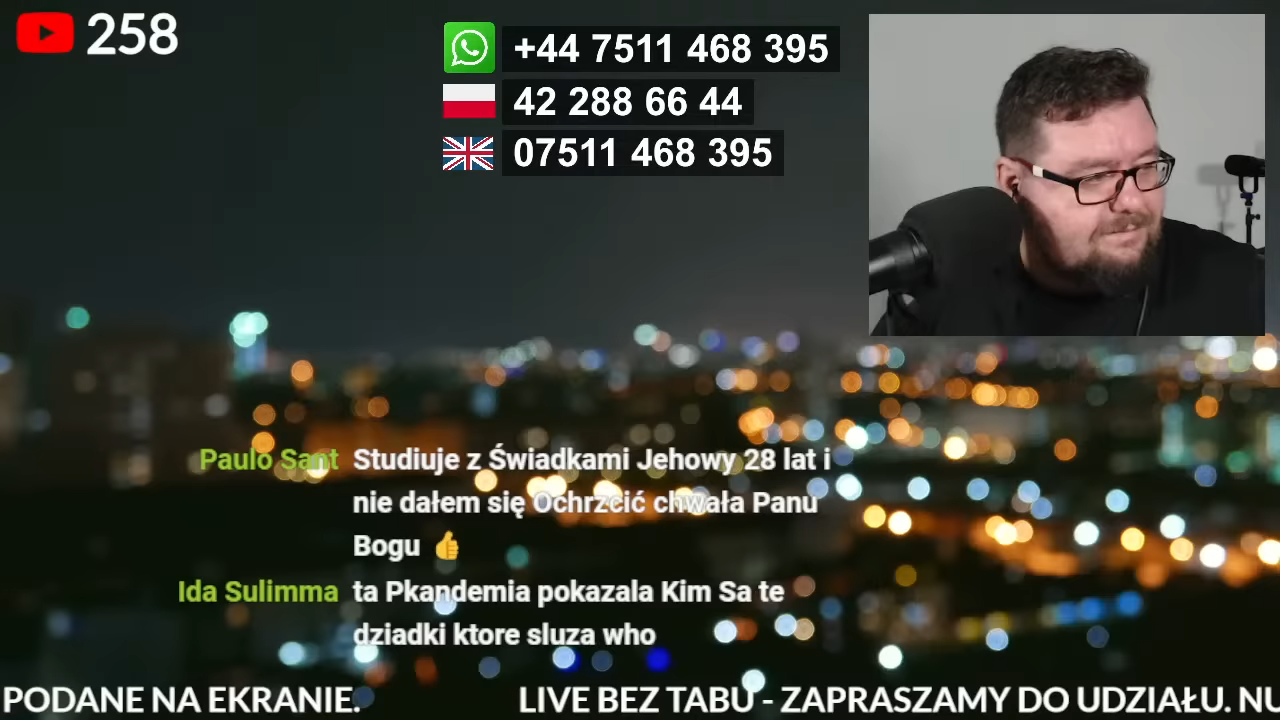 258
+44 7511 468 395
42 288 66 44
07511 468 395
Paulo Sant Studiuje z Świadkami Jehowy 28 lat i
nie dałem się Ochrzcić chwała Panu
Bogu 👍
Ida Sulimma ta Pkandemia pokazala Kim Sa te
dziadki ktore sluza who
PODANE NA EKRANIE. LIVE BEZ TABU - ZAPRASZAMY DO UDZIAŁU. NU